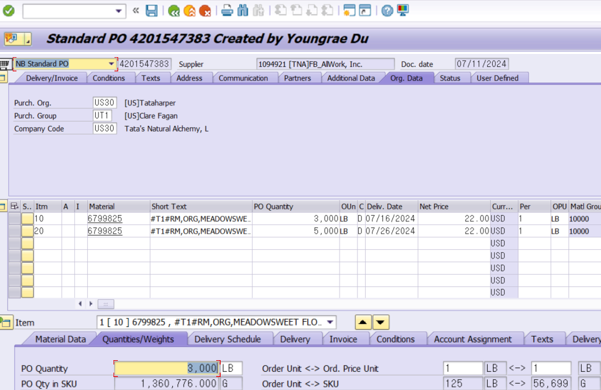 Standard PO 4201547383 Created by Youngrae Du
NB Standard PO 4201547383 Supplier 1094921 [TNA]FB_AllWork, Inc. Doc. date 07/11/2024
Delivery/Invoice Conditions Texts Address Communication Partners Additional Data Org. Data Status User Defined
Purch. Org. US30 [US]Tataharper
Purch. Group UT1 [US]Clare Fagan
Company Code US30 Tata's Natural Alchemy, L
S.. Itm A I Material Short Text PO Quantity OUn C Deliv. Date Net Price Curr... Per OPU Matl Grou
10 6799825 #T1#RM,ORG,MEADOWSWE... 3,000 LB D 07/16/2024 22.00 USD 1 LB 10000
20 6799825 #T1#RM,ORG,MEADOWSWE... 5,000 LB D 07/26/2024 22.00 USD 1 LB 10000
USD
USD
USD
USD
USD
Item 1 [ 10 ] 6799825 , #T1#RM,ORG,MEADOWSWEET FLO...
Material Data Quantities/Weights Delivery Schedule Delivery Invoice Conditions Account Assignment Texts Delivery
PO Quantity 3,000 LB Order Unit <-> Ord. Price Unit 1 LB <-> 1 LB
PO Qty in SKU 1,360,776.000 G Order Unit <-> SKU 125 LB <-> 56,699 G